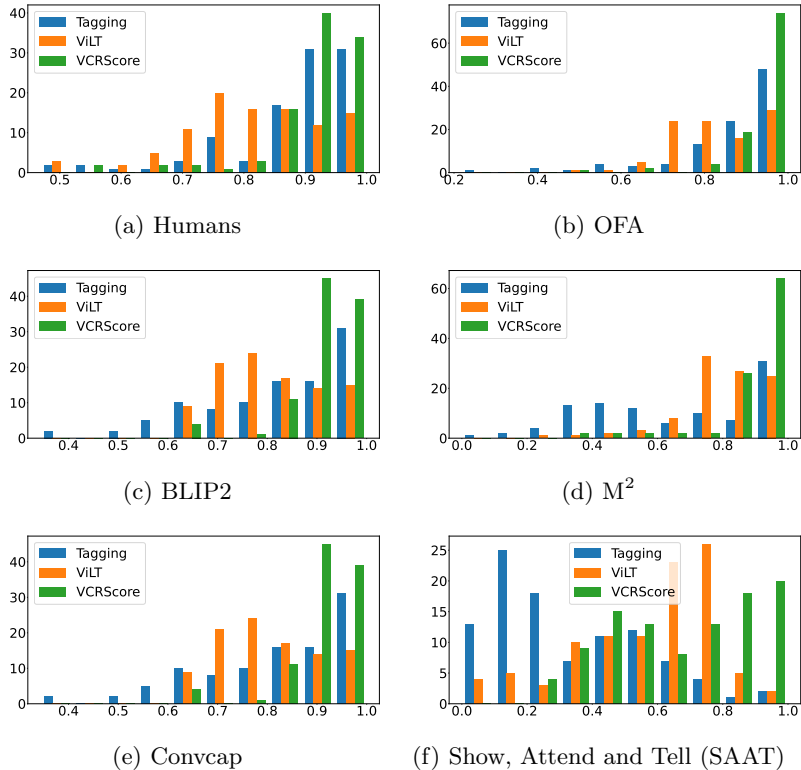 40
30
20
10
0
0.5 0.6 0.7 0.8 0.9 1.0
Tagging
ViLT
VCRScore
(a) Humans
60
40
20
0
0.2 0.4 0.6 0.8 1.0
Tagging
ViLT
VCRScore
(b) OFA
40
30
20
10
0
0.4 0.5 0.6 0.7 0.8 0.9 1.0
Tagging
ViLT
VCRScore
(c) BLIP2
60
40
20
0
0.0 0.2 0.4 0.6 0.8 1.0
Tagging
ViLT
VCRScore
(d) M²
40
30
20
10
0
0.4 0.5 0.6 0.7 0.8 0.9 1.0
Tagging
ViLT
VCRScore
(e) Convcap
25
20
15
10
5
0
0.0 0.2 0.4 0.6 0.8 1.0
Tagging
ViLT
VCRScore
(f) Show, Attend and Tell (SAAT)